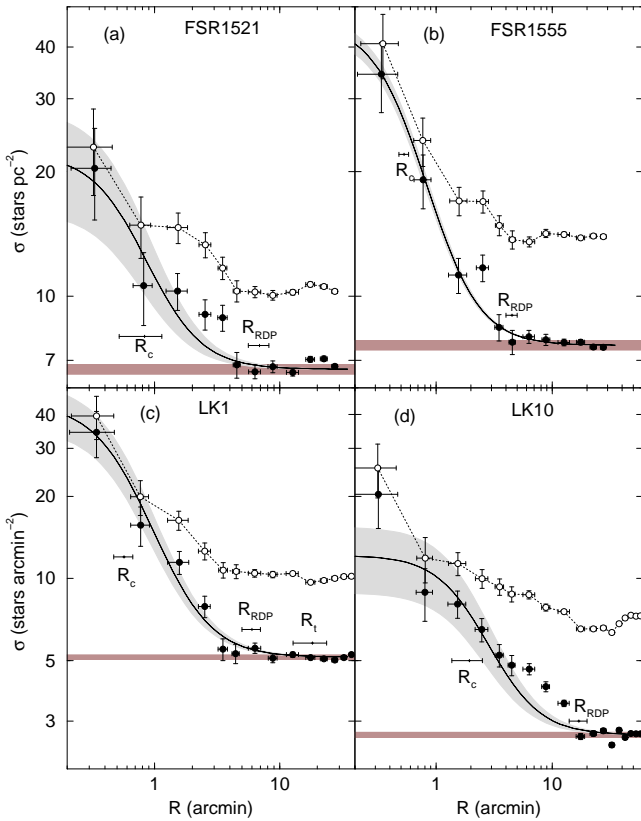 (a) FSR1521
(b) FSR1555
40
30
20
10
7
σ (stars pc⁻²)
R_c
R_RDP
R_c
R_RDP
(c) LK1
(d) LK10
40
30
20
10
5
3
σ (stars arcmin⁻²)
R_c
R_RDP
R_t
R_c
R_RDP
1 10
1 10
R (arcmin)
R (arcmin)